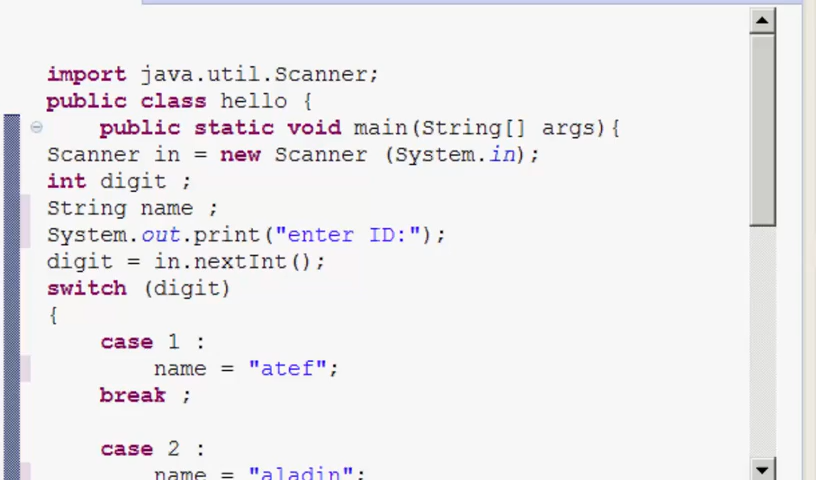 import java.util.Scanner;
public class hello {
public static void main(String[] args){
Scanner in = new Scanner (System.in);
int digit ;
String name ;
System.out.print("enter ID:");
digit = in.nextInt();
switch (digit)
{
case 1 :
name = "atef";
break ;
case 2 :
name = "aladin";